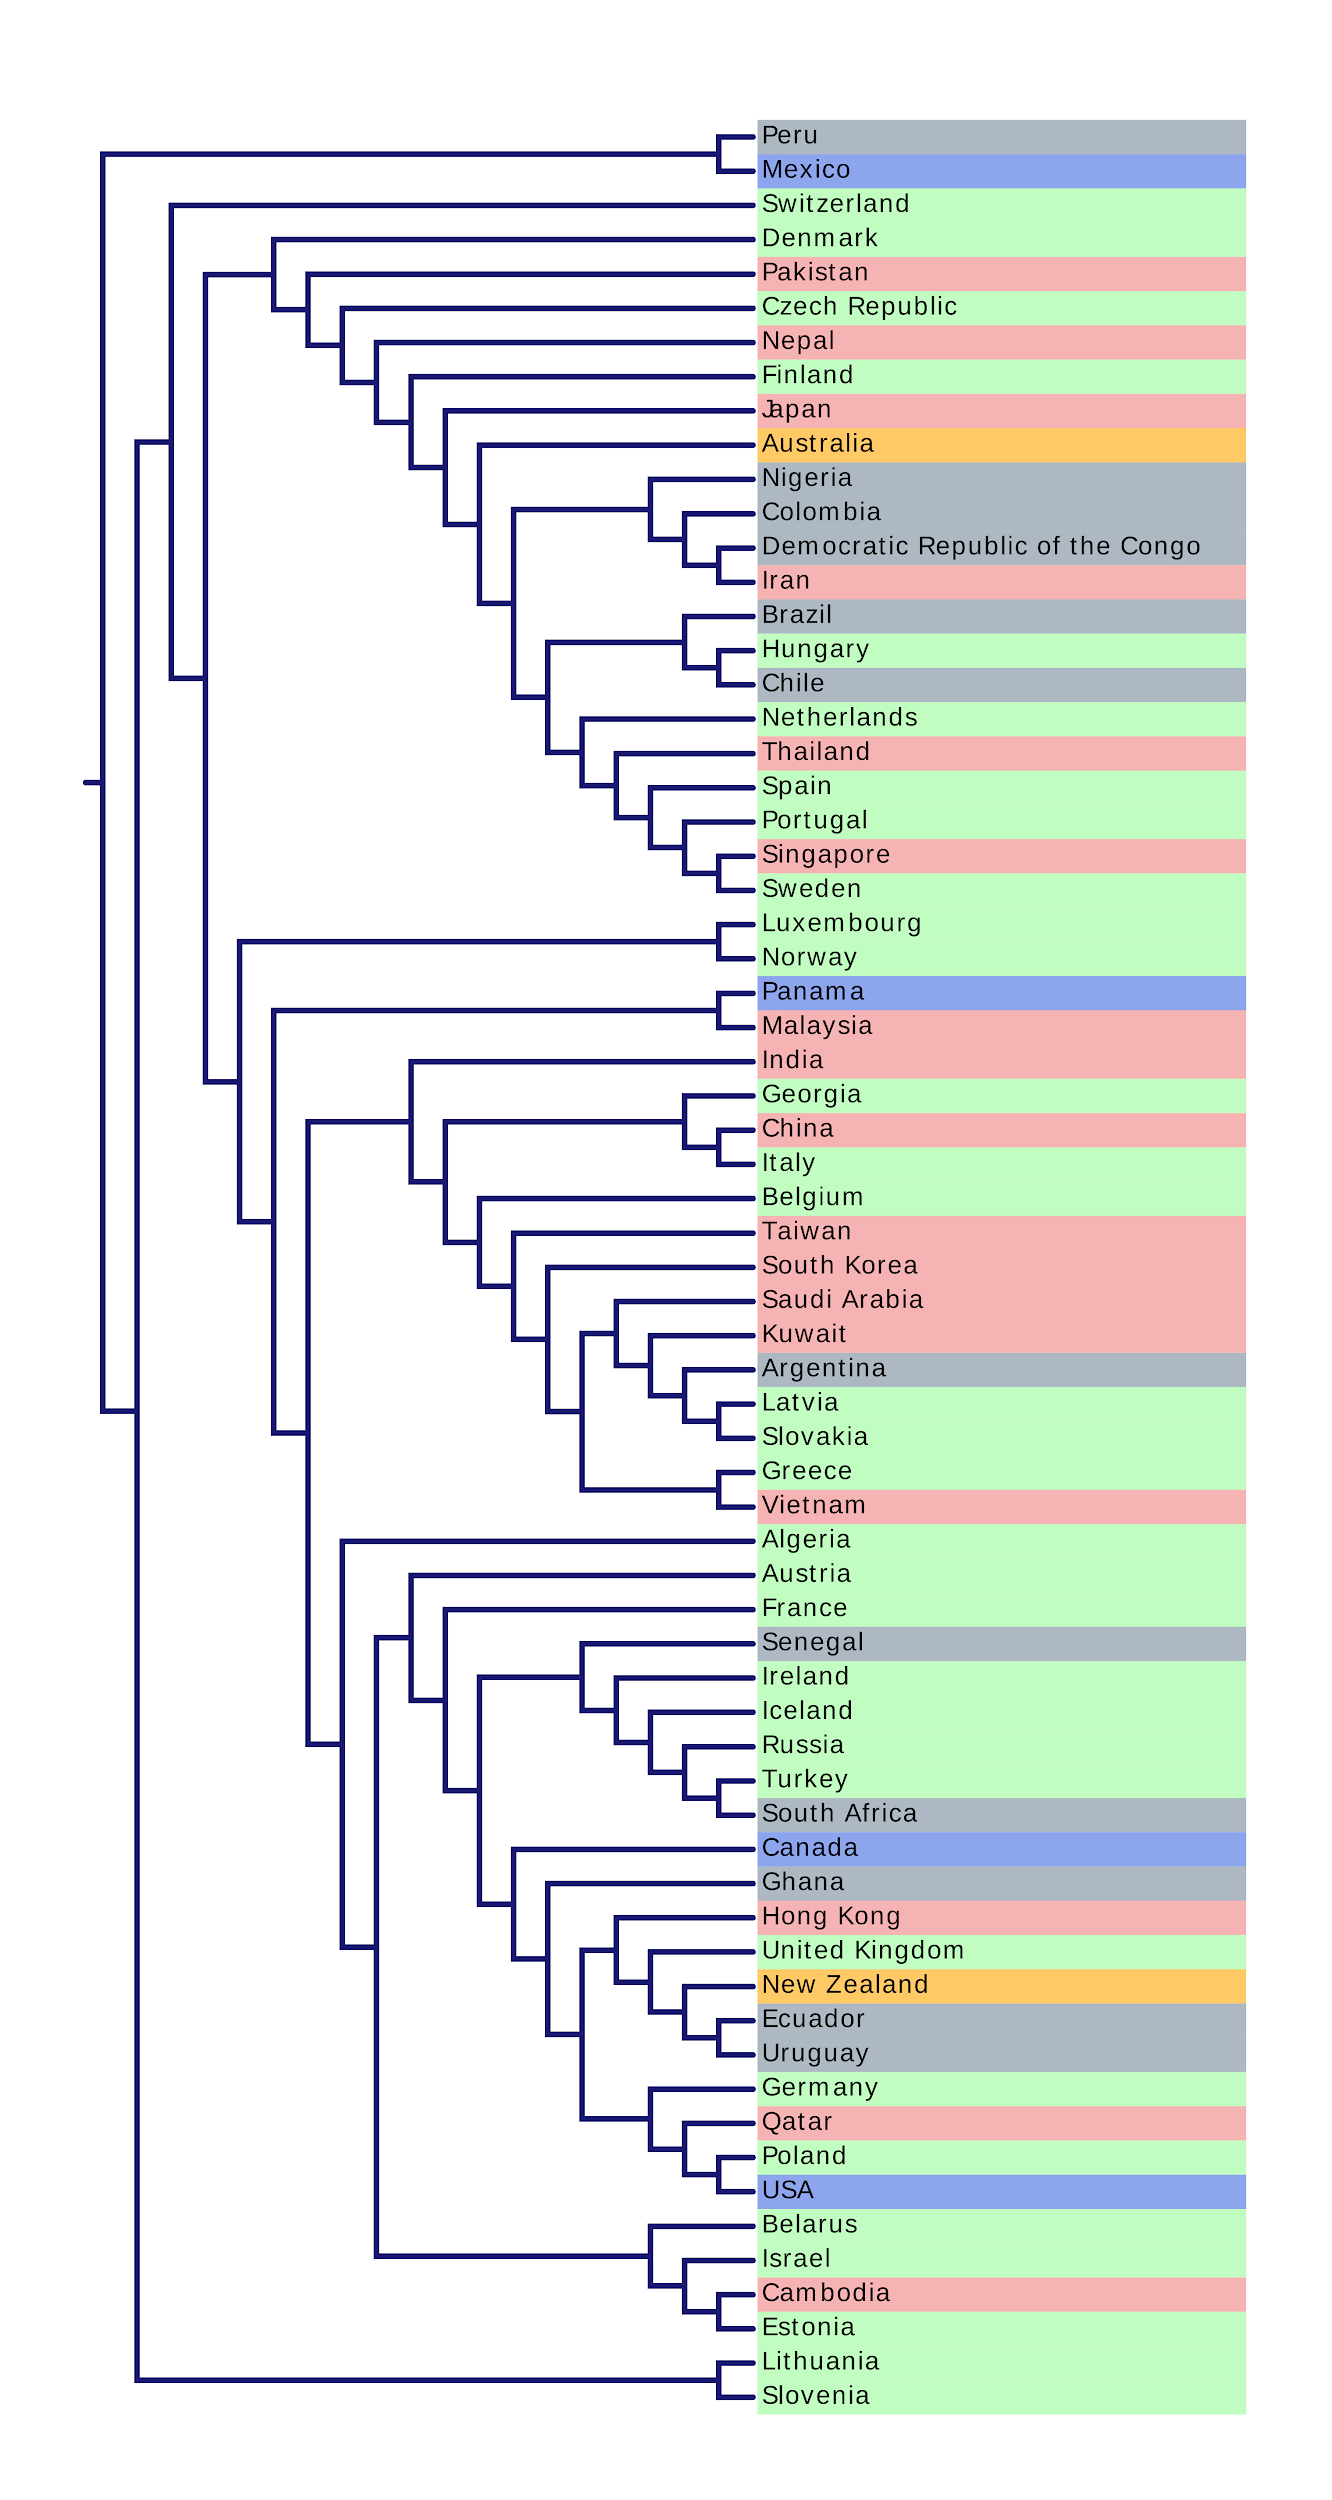 Peru
Mexico
Switzerland
Denmark
Pakistan
Czech Republic
Nepal
Finland
Japan
Australia
Nigeria
Colombia
Democratic Republic of the Congo
Iran
Brazil
Hungary
Chile
Netherlands
Thailand
Spain
Portugal
Singapore
Sweden
Luxembourg
Norway
Panama
Malaysia
India
Georgia
China
Italy
Belgium
Taiwan
South Korea
Saudi Arabia
Kuwait
Argentina
Latvia
Slovakia
Greece
Vietnam
Algeria
Austria
France
Senegal
Ireland
Iceland
Russia
Turkey
South Africa
Canada
Ghana
Hong Kong
United Kingdom
New Zealand
Ecuador
Uruguay
Germany
Qatar
Poland
USA
Belarus
Israel
Cambodia
Estonia
Lithuania
Slovenia